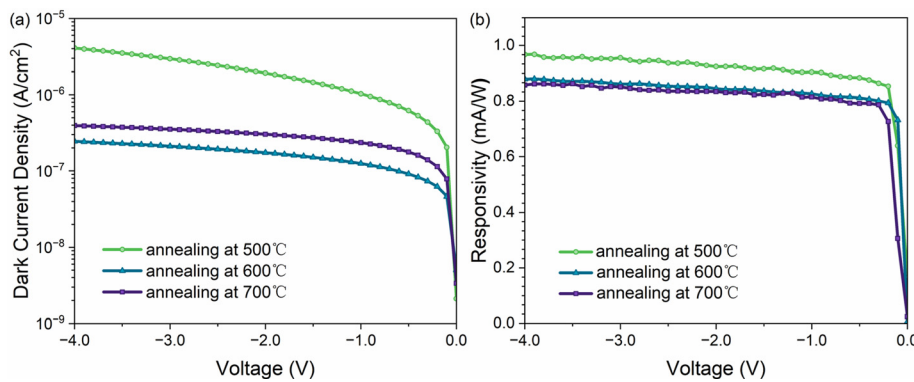 (a)
Dark Current Density (A/cm²)
10⁻⁵
10⁻⁶
10⁻⁷
10⁻⁸
10⁻⁹
annealing at 500℃
annealing at 600℃
annealing at 700℃
−4.0 −3.0 −2.0 −1.0 0.0
Voltage (V)
(b)
Responsivity (mA/W)
1.0
0.8
0.6
0.4
0.2
0.0
annealing at 500℃
annealing at 600℃
annealing at 700℃
−4.0 −3.0 −2.0 −1.0 0.0
Voltage (V)